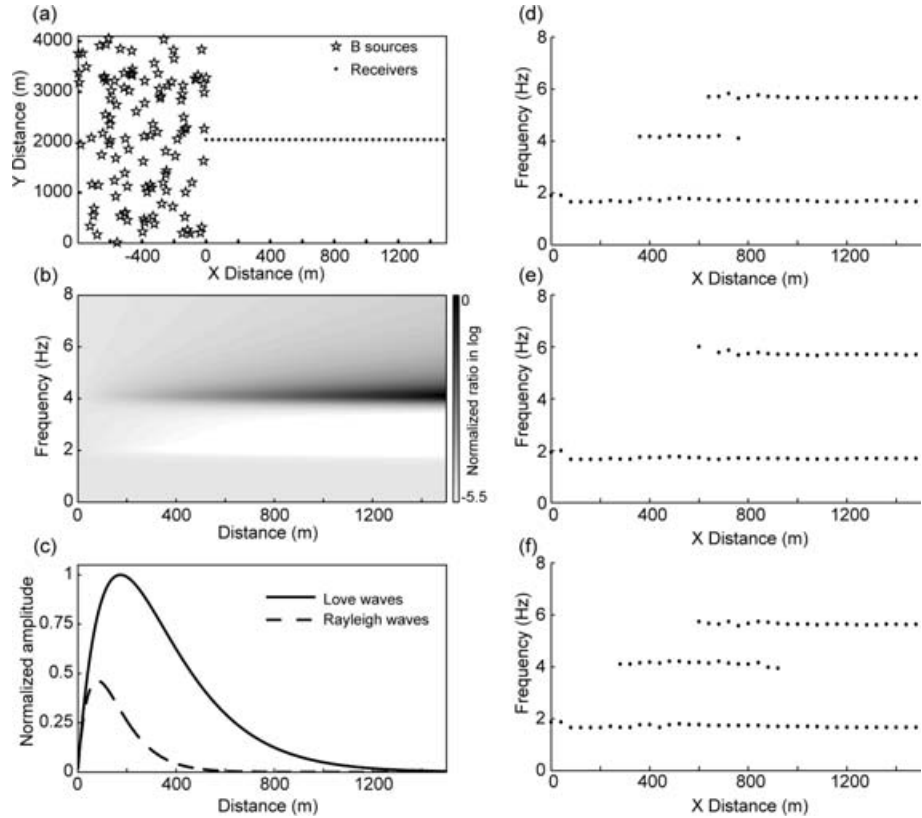 (a)
B sources
Receivers
Y Distance (m)
4000
3000
2000
1000
0
-400 0 400 800 1200
X Distance (m)
(b)
Frequency (Hz)
8
6
4
2
0
0 400 800 1200
Distance (m)
0
Normalized ratio in log
-5.5
(c)
Normalized amplitude
1
0.75
0.5
0.25
0
Love waves
Rayleigh waves
0 400 800 1200
Distance (m)
(d)
Frequency (Hz)
8
6
4
2
0
0 400 800 1200
X Distance (m)
(e)
Frequency (Hz)
8
6
4
2
0
0 400 800 1200
X Distance (m)
(f)
Frequency (Hz)
8
6
4
2
0
0 400 800 1200
X Distance (m)